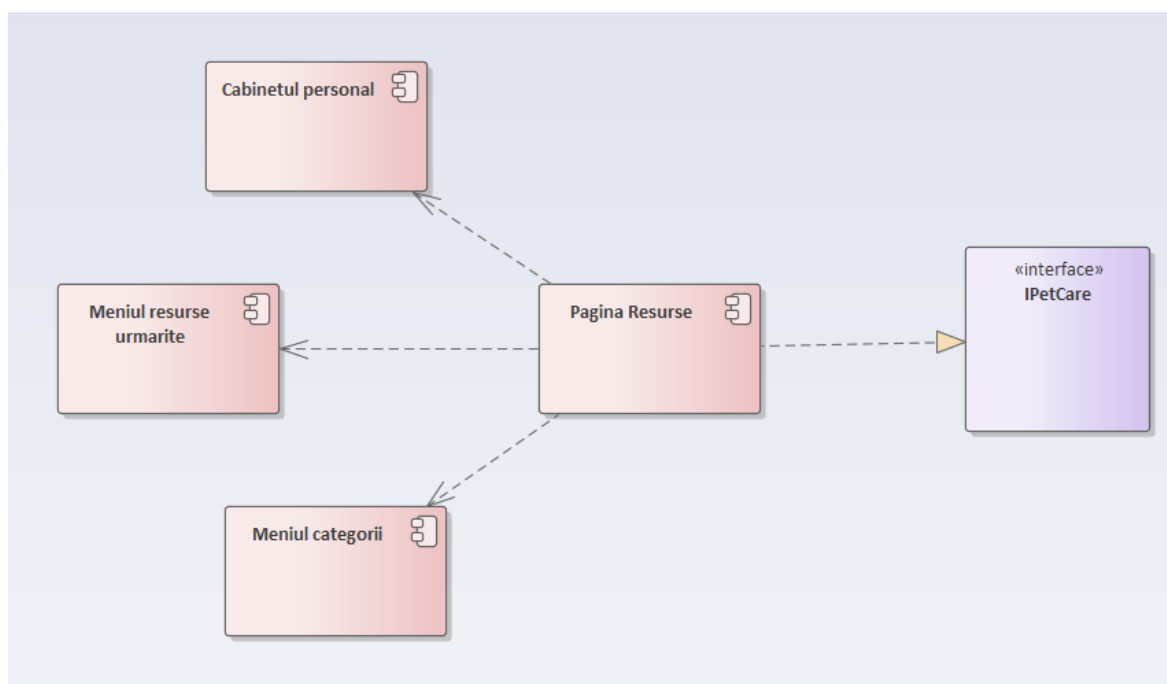 Cabinetul personal
Meniul resurse
urmarite
Pagina Resurse
«interface»
IPetCare
Meniul categorii